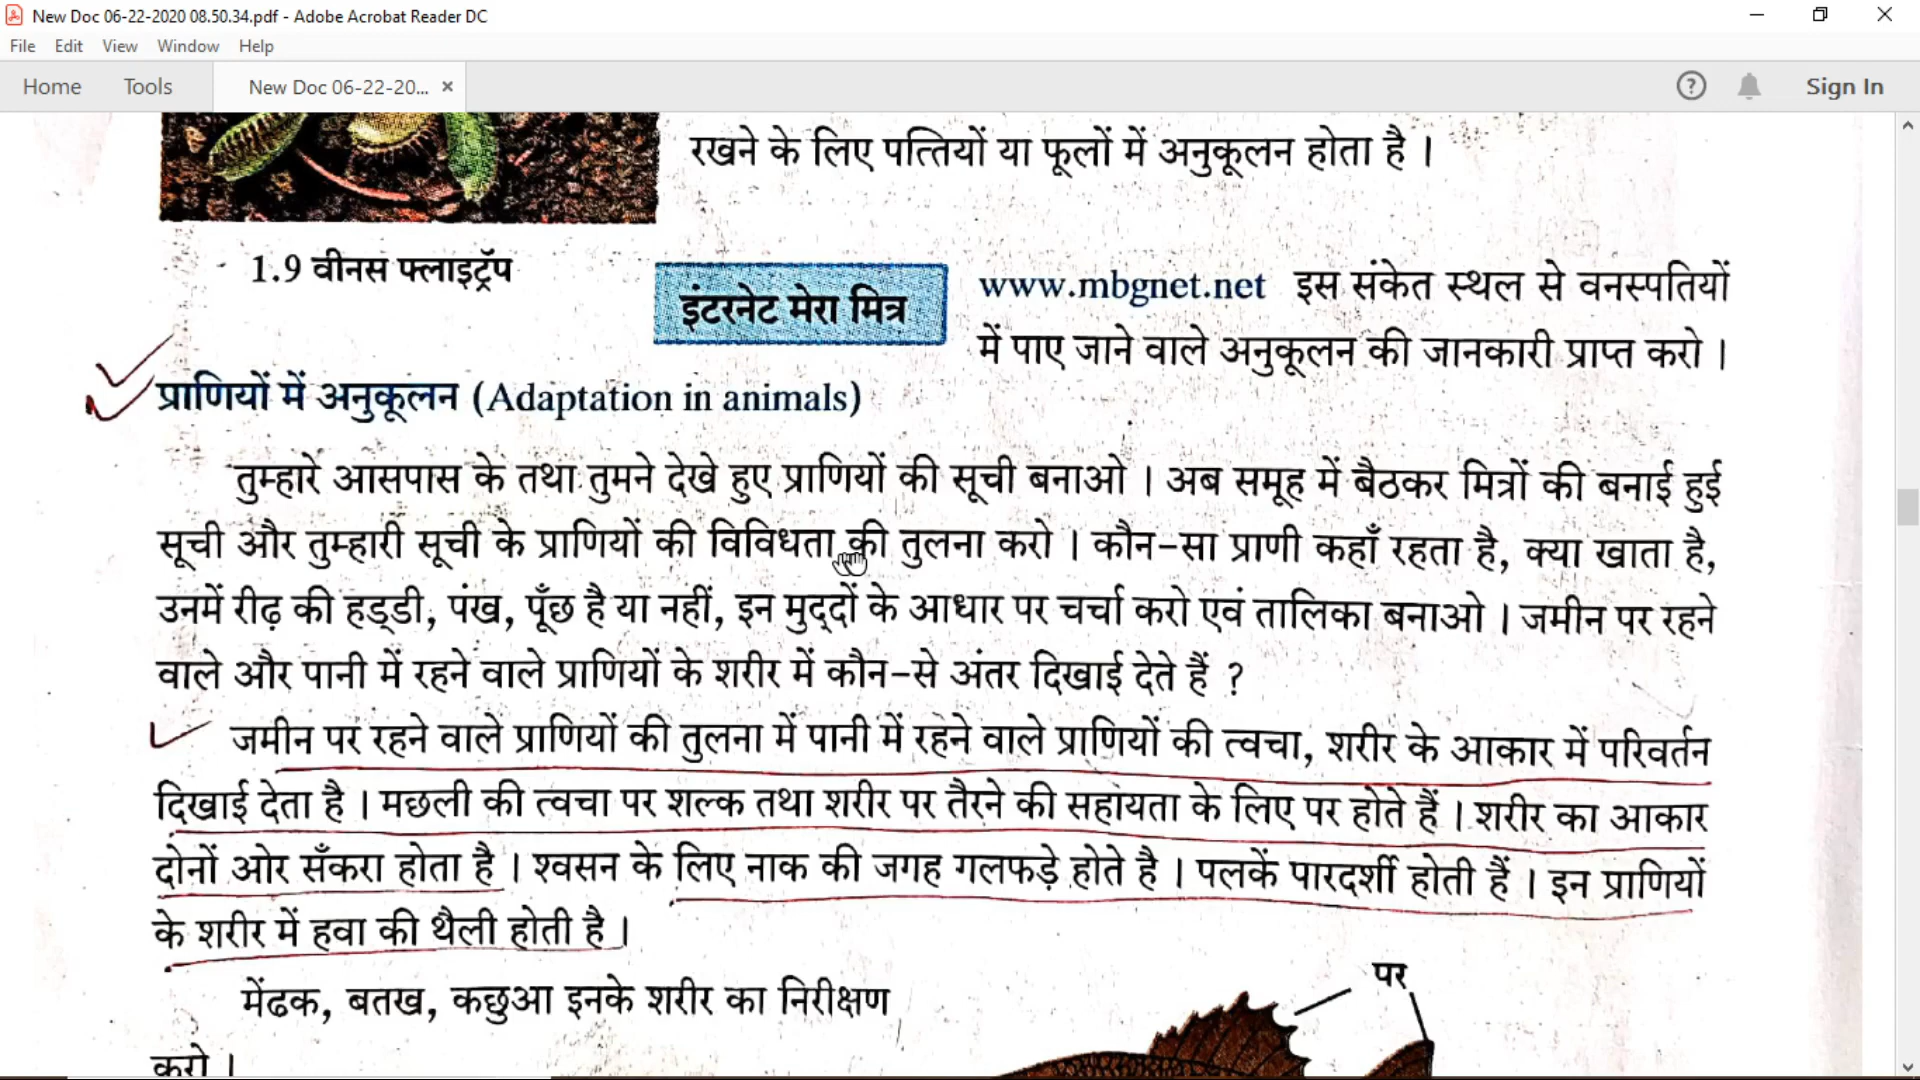 New Doc 06-22-2020 08.50.34.pdf - Adobe Acrobat Reader DC
File Edit View Window Help
Home Tools New Doc 06-22-20... × Sign In
रखने के लिए पत्तियों या फूलों में अनुकूलन होता है ।
1.9 वीनस फ्लाइट्रॅप
इंटरनेट मेरा मित्र
www.mbgnet.net इस संकेत स्थल से वनस्पतियों
में पाए जाने वाले अनुकूलन की जानकारी प्राप्त करो ।
प्राणियों में अनुकूलन (Adaptation in animals)
तुम्हारे आसपास के तथा तुमने देखे हुए प्राणियों की सूची बनाओ । अब समूह में बैठकर मित्रों की बनाई हुई
सूची और तुम्हारी सूची के प्राणियों की विविधता की तुलना करो । कौन-सा प्राणी कहाँ रहता है, क्या खाता है,
उनमें रीढ़ की हड्‌डी, पंख, पूँछ है या नहीं, इन मुद्‌दों के आधार पर चर्चा करो एवं तालिका बनाओ । जमीन पर रहने
वाले और पानी में रहने वाले प्राणियों के शरीर में कौन-से अंतर दिखाई देते हैं ?
जमीन पर रहने वाले प्राणियों की तुलना में पानी में रहने वाले प्राणियों की त्वचा, शरीर के आकार में परिवर्तन
दिखाई देता है । मछली की त्वचा पर शल्क तथा शरीर पर तैरने की सहायता के लिए पर होते हैं । शरीर का आकार
दोनों ओर सँकरा होता है । श्वसन के लिए नाक की जगह गलफड़े होते है । पलकें पारदर्शी होती हैं । इन प्राणियों
के शरीर में हवा की थैली होती है ।
पर
मेंढक, बतख, कछुआ इनके शरीर का निरीक्षण
करो ।